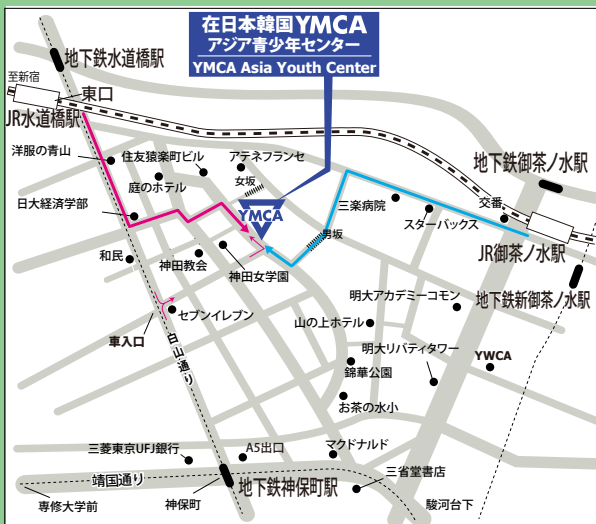 在日本韓国YMCA
アジア青少年センター
YMCA Asia Youth Center
地下鉄水道橋駅
至新宿
東口
JR水道橋駅
洋服の青山
住友猿楽町ビル
アテネフランセ
庭のホテル
女坂
地下鉄御茶ノ水駅
日大経済学部
YMCA
三楽病院
交番
スターバックス
男坂
JR御茶ノ水駅
和民
神田教会
神田女学園
地下鉄新御茶ノ水駅
明大アカデミーコモン
セブンイレブン
山の上ホテル
車入口
白山通り
明大リバティタワー
YWCA
錦華公園
お茶の水小
三菱東京UFJ銀行
A5出口
マクドナルド
靖国通り
地下鉄神保町駅
三省堂書店
専修大学前
神保町
駿河台下